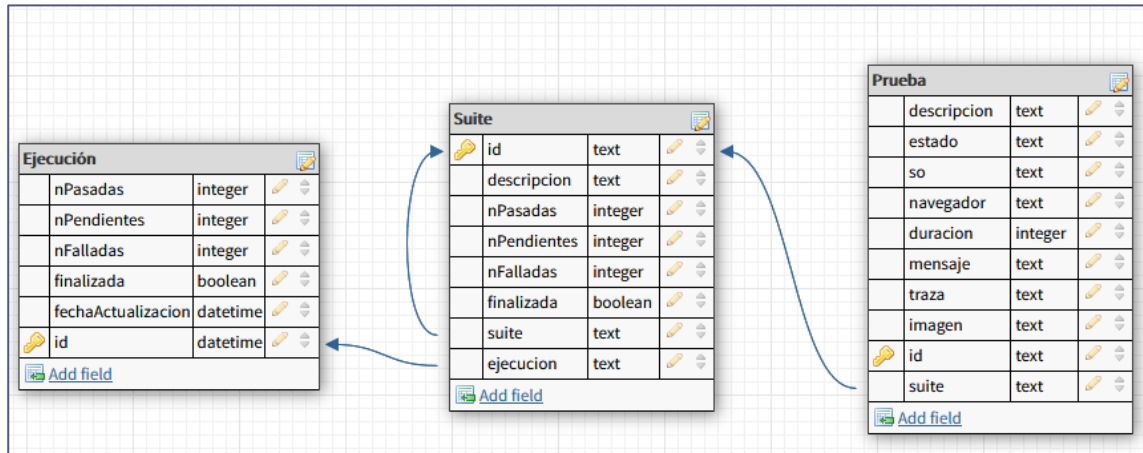 Ejecución
nPasadas integer
nPendientes integer
nFalladas integer
finalizada boolean
fechaActualizacion datetime
id datetime
Add field
Suite
id text
descripcion text
nPasadas integer
nPendientes integer
nFalladas integer
finalizada boolean
suite text
ejecucion text
Add field
Prueba
descripcion text
estado text
so text
navegador text
duracion integer
mensaje text
traza text
imagen text
id text
suite text
Add field